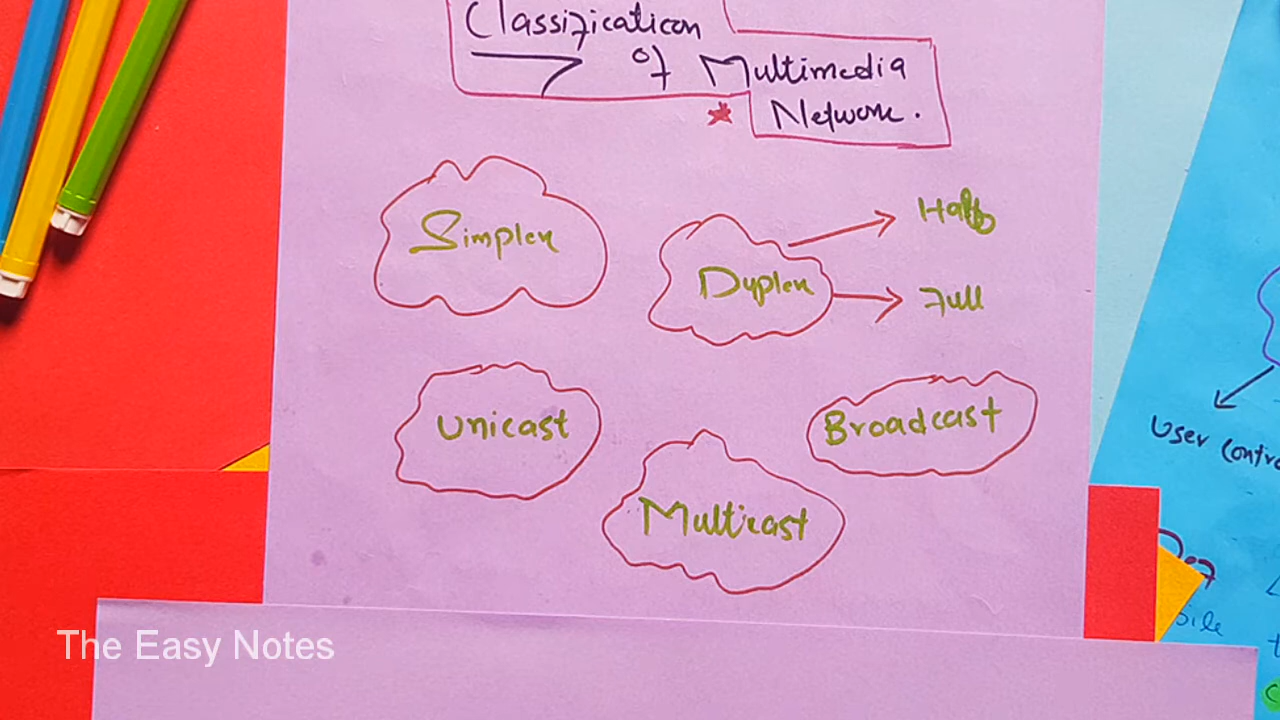 Classification
of Multimedia
Network.
Simplex
Duplex
Half
Full
Unicast
Broadcast
Multicast
User Contro
The Easy Notes